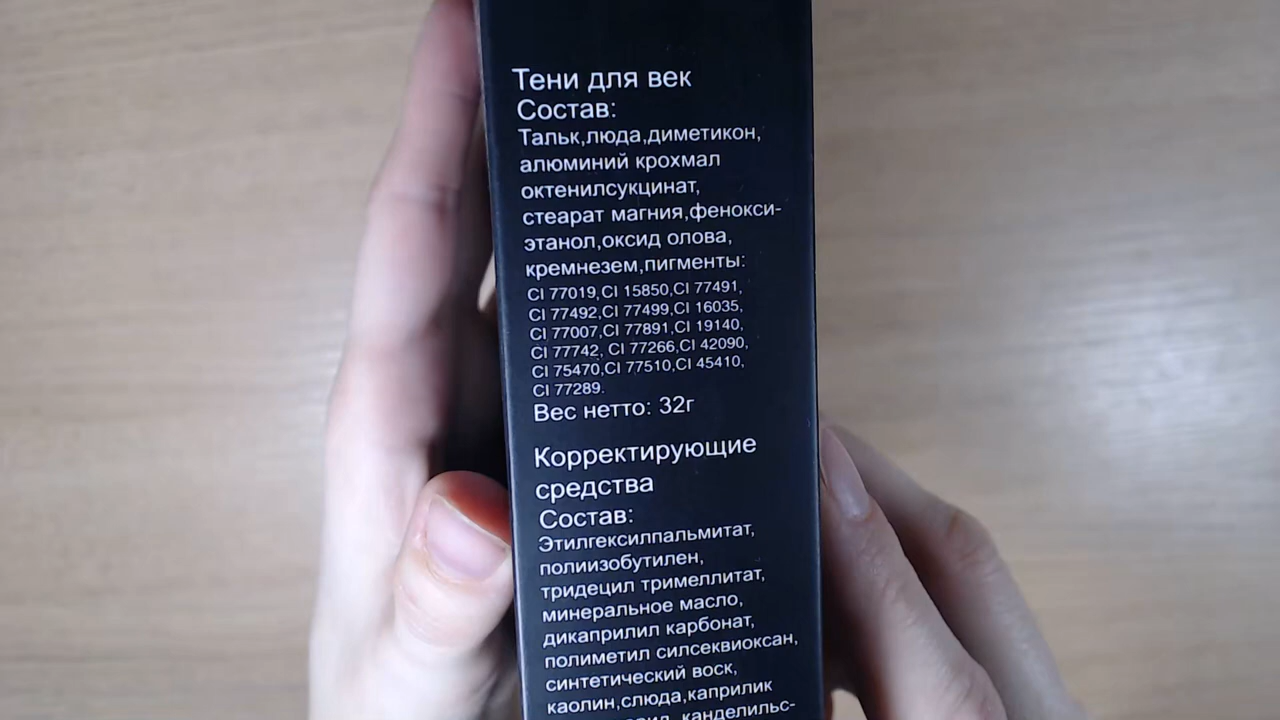 Тени для век
Состав:
Тальк,люда,диметикон,
алюминий крохмал
октенилсукцинат,
стеарат магния,фенокси-
этанол,оксид олова,
кремнезем,пигменты:
CI 77019,CI 15850,CI 77491,
CI 77492,CI 77499,CI 16035,
CI 77007,CI 77891,CI 19140,
CI 77742, CI 77266,CI 42090,
CI 75470,CI 77510,CI 45410,
CI 77289.
Вес нетто: 32г
Корректирующие
средства
Состав:
Этилгексилпальмитат,
полиизобутилен,
тридецил тримеллитат,
минеральное масло,
дикаприлил карбонат,
полиметил силсеквиоксан,
синтетический воск,
каолин,слюда,каприлик
канделильс-